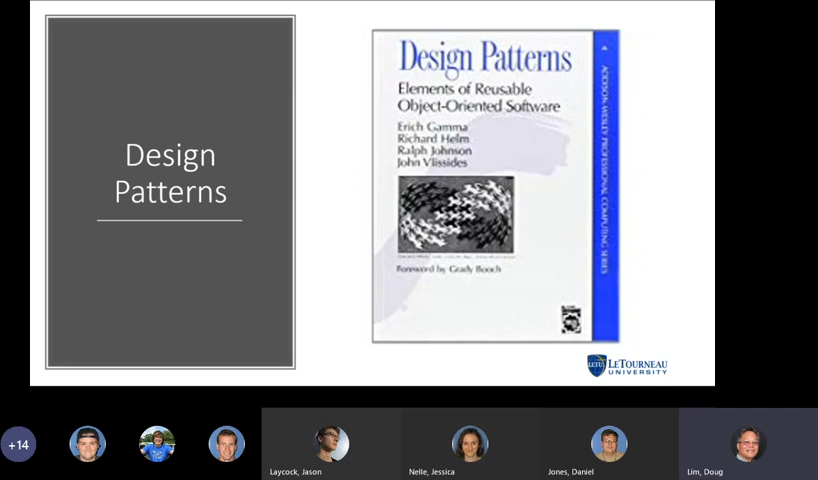 Design
Patterns
Design Patterns
Elements of Reusable
Object-Oriented Software
Erich Gamma
Richard Helm
Ralph Johnson
John Vlissides
Foreword by Grady Booch
ADDISON-WESLEY PROFESSIONAL COMPUTING SERIES
LETU
LETOURNEAU
UNIVERSITY
+14
Laycock, Jason
Nelle, Jessica
Jones, Daniel
Lim, Doug